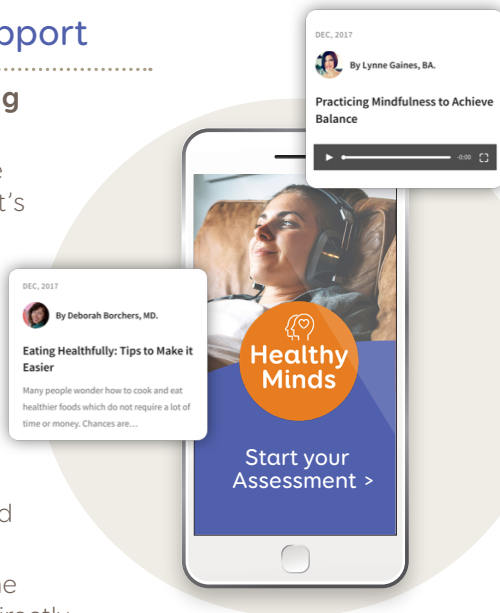 pport
g
e
t's
d
ne
irectly
DEC, 2017
By Lynne Gaines, BA.
Practicing Mindfulness to Achieve
Balance
-0:00
DEC, 2017
By Deborah Borchers, MD.
Eating Healthfully: Tips to Make it
Easier
Many people wonder how to cook and eat
healthier foods which do not require a lot of
time or money. Chances are...
Healthy
Minds
Start your
Assessment >